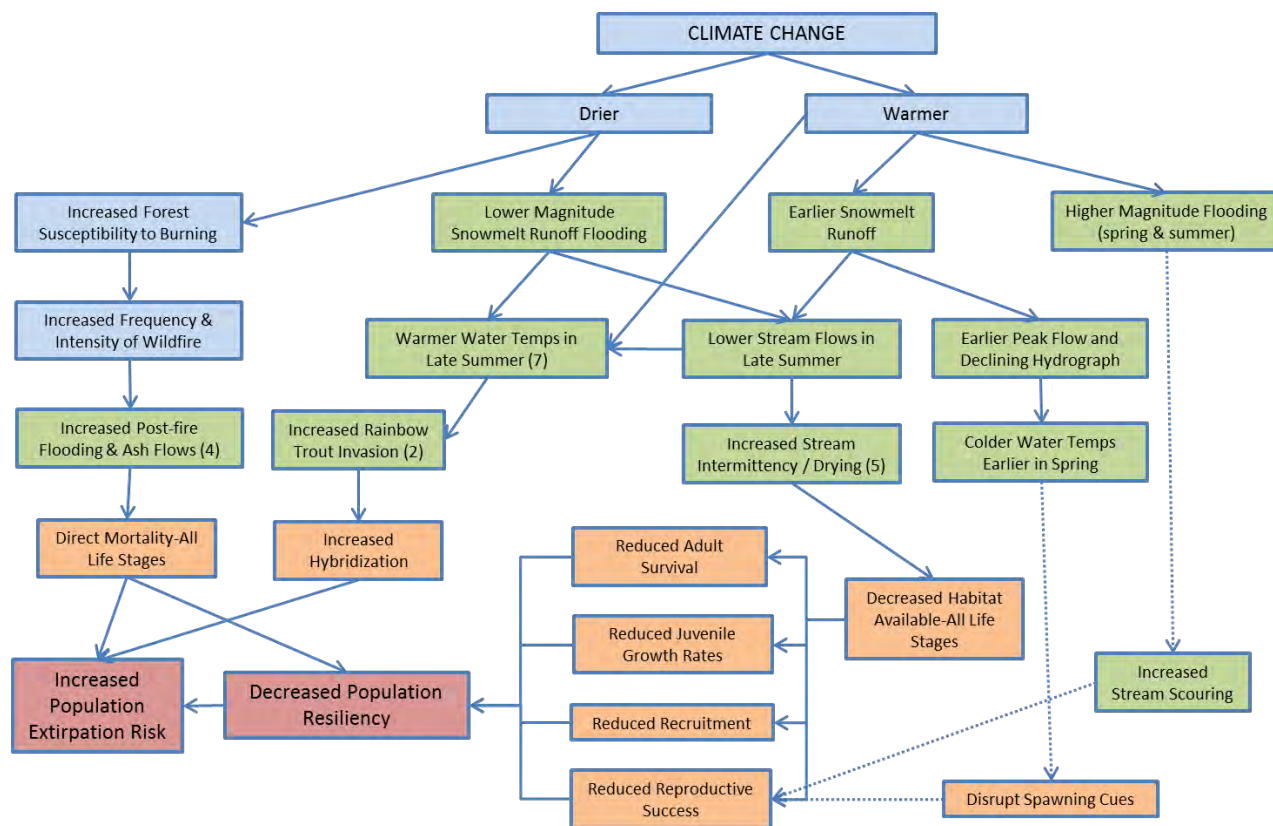 CLIMATE CHANGE
Drier
Warmer
Increased Forest
Susceptibility to Burning
Lower Magnitude
Snowmelt Runoff Flooding
Earlier Snowmelt
Runoff
Higher Magnitude Flooding
(spring & summer)
Increased Frequency &
Intensity of Wildfire
Warmer Water Temps in
Late Summer (7)
Lower Stream Flows in
Late Summer
Earlier Peak Flow and
Declining Hydrograph
Increased Post-fire
Flooding & Ash Flows (4)
Increased Rainbow
Trout Invasion (2)
Increased Stream
Intermittency / Drying (5)
Colder Water Temps
Earlier in Spring
Direct Mortality-All
Life Stages
Increased
Hybridization
Reduced Adult
Survival
Decreased Habitat
Available-All Life
Stages
Reduced Juvenile
Growth Rates
Increased
Population
Extirpation Risk
Decreased Population
Resiliency
Increased
Stream Scouring
Reduced Recruitment
Reduced Reproductive
Success
Disrupt Spawning Cues